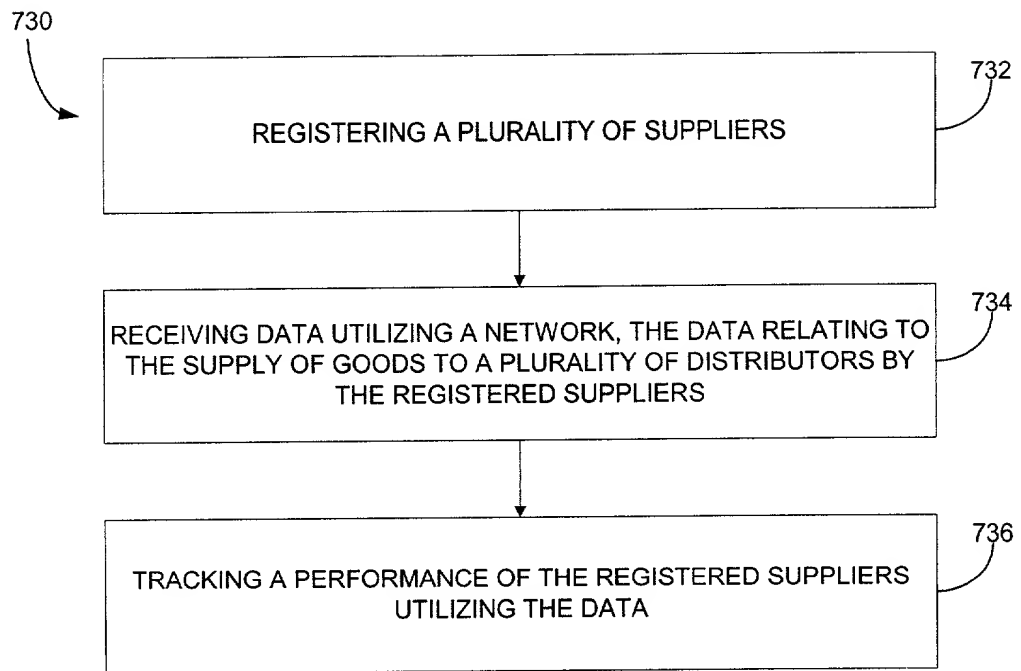 730
732
REGISTERING A PLURALITY OF SUPPLIERS
734
RECEIVING DATA UTILIZING A NETWORK, THE DATA RELATING TO
THE SUPPLY OF GOODS TO A PLURALITY OF DISTRIBUTORS BY
THE REGISTERED SUPPLIERS
736
TRACKING A PERFORMANCE OF THE REGISTERED SUPPLIERS
UTILIZING THE DATA